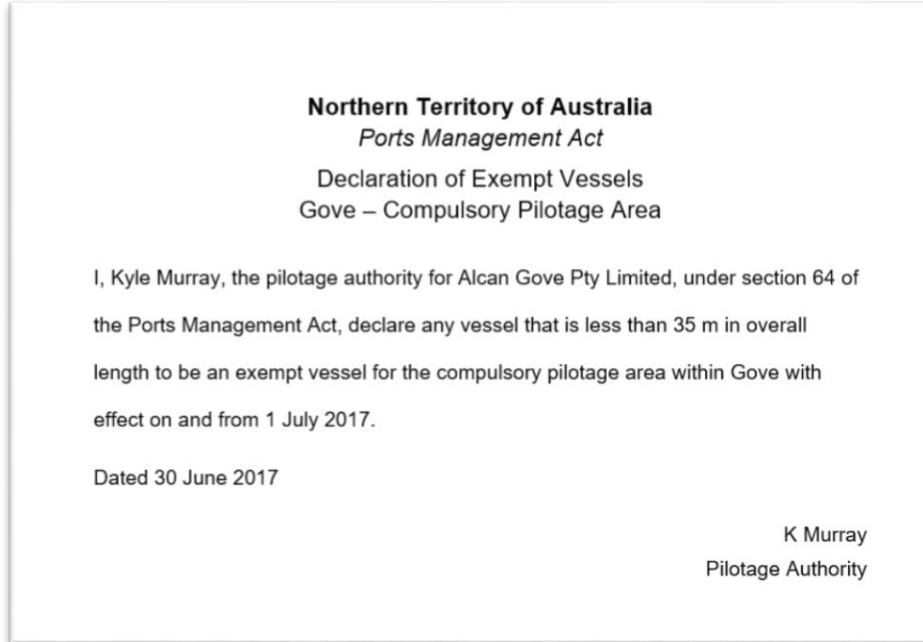 Northern Territory of Australia
Ports Management Act
Declaration of Exempt Vessels
Gove – Compulsory Pilotage Area
I, Kyle Murray, the pilotage authority for Alcan Gove Pty Limited, under section 64 of
the Ports Management Act, declare any vessel that is less than 35 m in overall
length to be an exempt vessel for the compulsory pilotage area within Gove with
effect on and from 1 July 2017.
Dated 30 June 2017
K Murray
Pilotage Authority